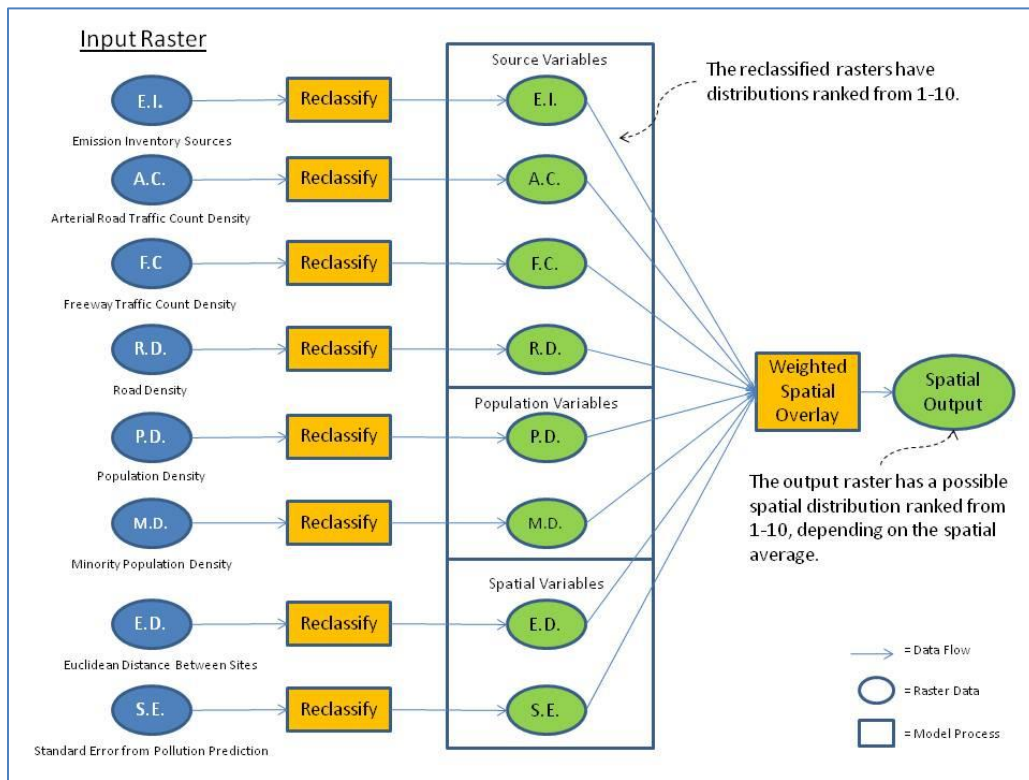 Input Raster
E.I.
Emission Inventory Sources
A.C.
Arterial Road Traffic Count Density
F.C
Freeway Traffic Count Density
R.D.
Road Density
P.D.
Population Density
M.D.
Minority Population Density
E.D.
Euclidean Distance Between Sites
S.E.
Standard Error from Pollution Prediction
Reclassify
Reclassify
Reclassify
Reclassify
Reclassify
Reclassify
Reclassify
Reclassify
Source Variables
E.I.
A.C.
F.C.
R.D.
Population Variables
P.D.
M.D.
Spatial Variables
E.D.
S.E.
The reclassified rasters have
distributions ranked from 1-10.
Weighted
Spatial
Overlay
Spatial
Output
The output raster has a possible
spatial distribution ranked from
1-10, depending on the spatial
average.
= Data Flow
= Raster Data
= Model Process